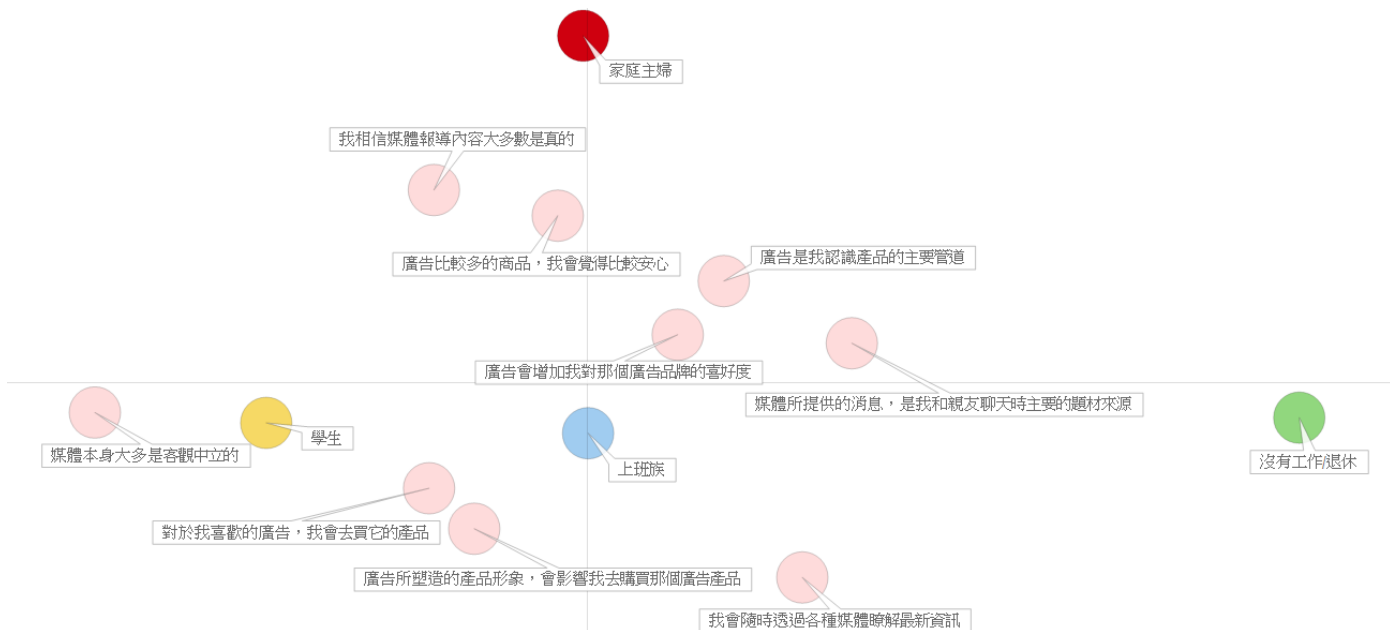 家庭主婦
我相信媒體報導內容大多數是真的
廣告比較多的商品，我會覺得比較安心
廣告是我認識產品的主要管道
廣告會增加我對那個廣告品牌的喜好度
媒體所提供的消息，是我和親友聊天時主要的題材來源
媒體本身大多是客觀中立的
學生
上班族
沒有工作/退休
對於我喜歡的廣告，我會去買它的產品
廣告所塑造的產品形象，會影響我去購買那個廣告產品
我會隨時透過各種媒體瞭解最新資訊